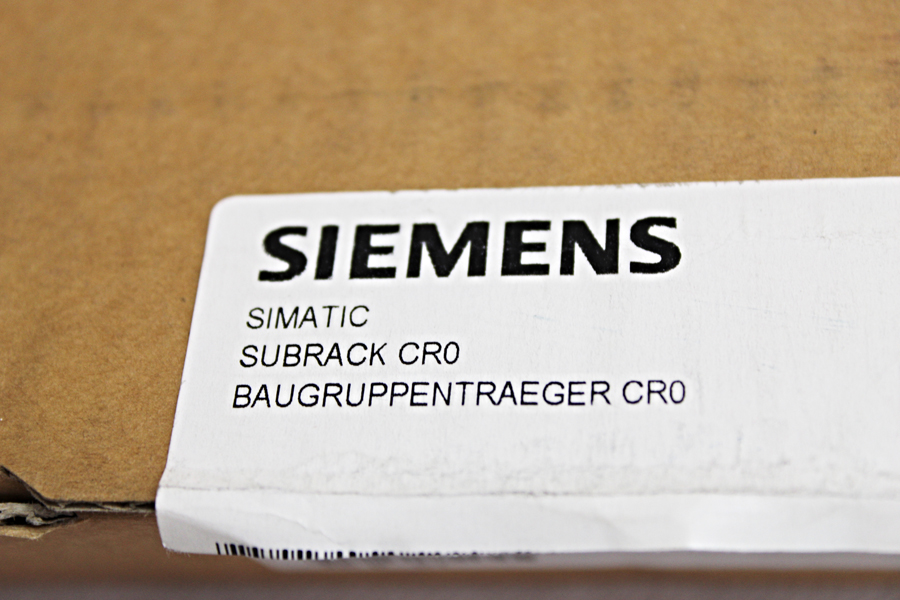 SIEMENS
SIMATIC
SUBRACK CR0
BAUGRUPPENTRAEGER CR0